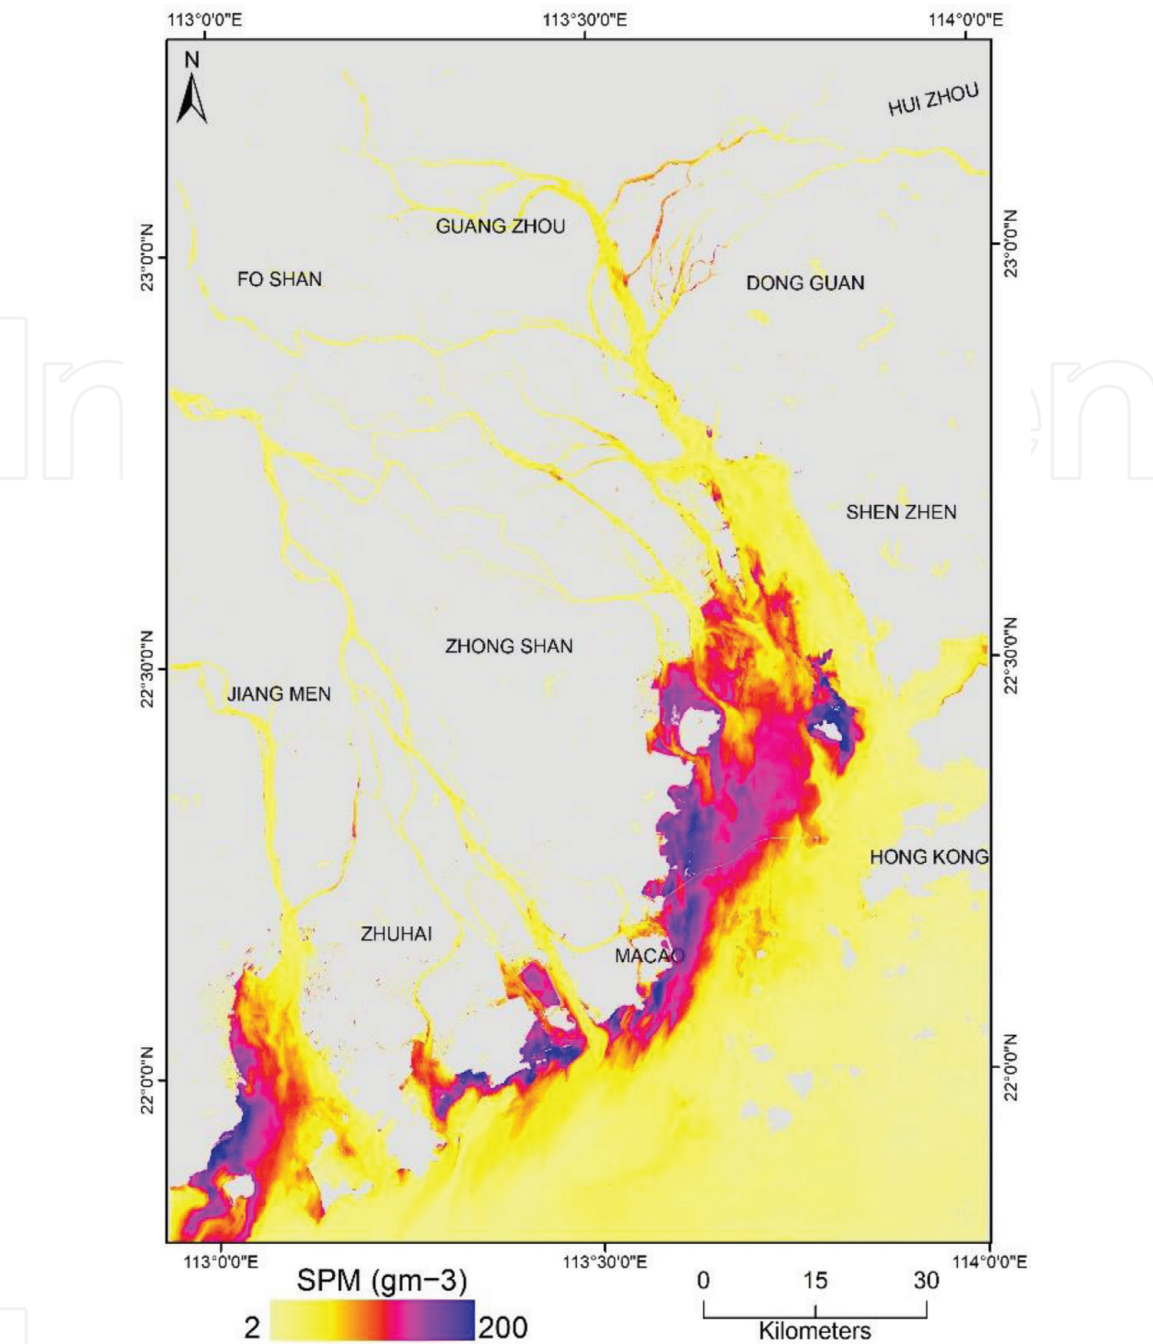 113°0'0"E 113°30'0"E 114°0'0"E
N
HUI ZHOU
GUANG ZHOU
23°0'0"N
23°0'0"N
FO SHAN
DONG GUAN
SHEN ZHEN
22°30'0"N
22°30'0"N
ZHONG SHAN
JIANG MEN
HONG KONG
ZHUHAI
MACAO
22°0'0"N
22°0'0"N
113°0'0"E 113°30'0"E 114°0'0"E
SPM (gm−3)
2 200
0 15 30
Kilometers